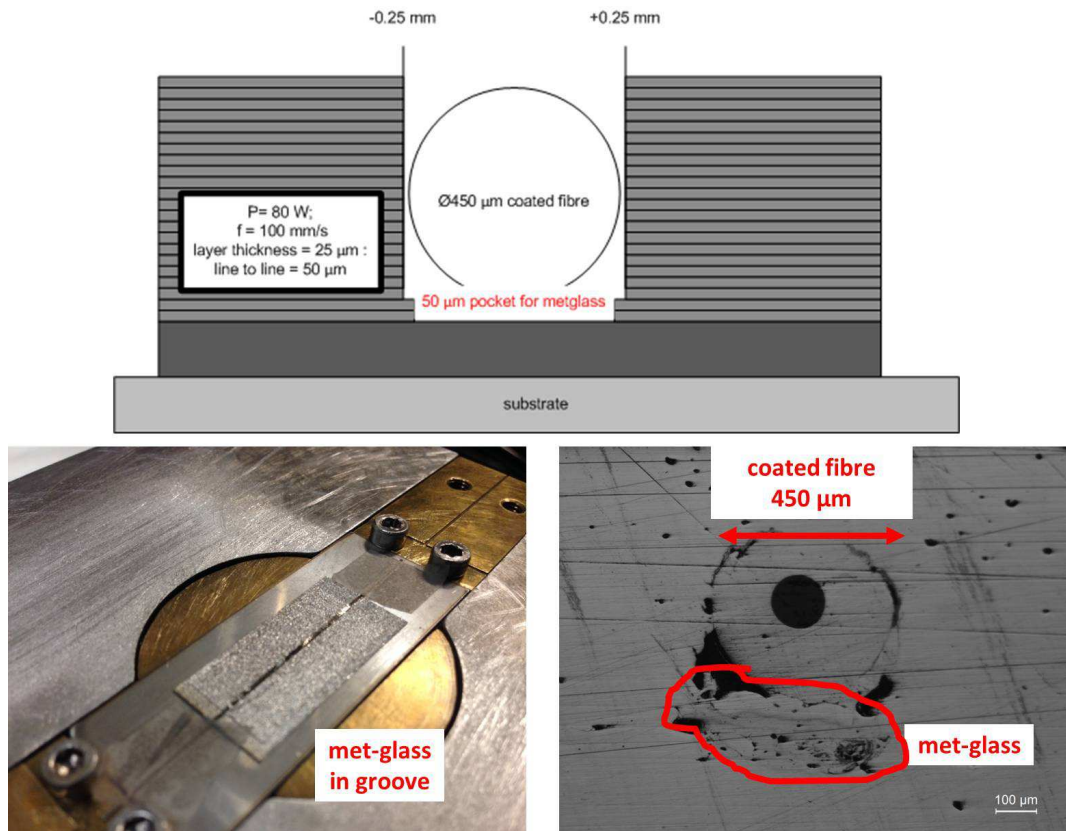 -0.25 mm
+0.25 mm
Ø450 µm coated fibre
P= 80 W;
f = 100 mm/s
layer thickness = 25 µm :
line to line = 50 µm
50 µm pocket for metglass
substrate
met-glass
in groove
coated fibre
450 µm
met-glass
100 µm